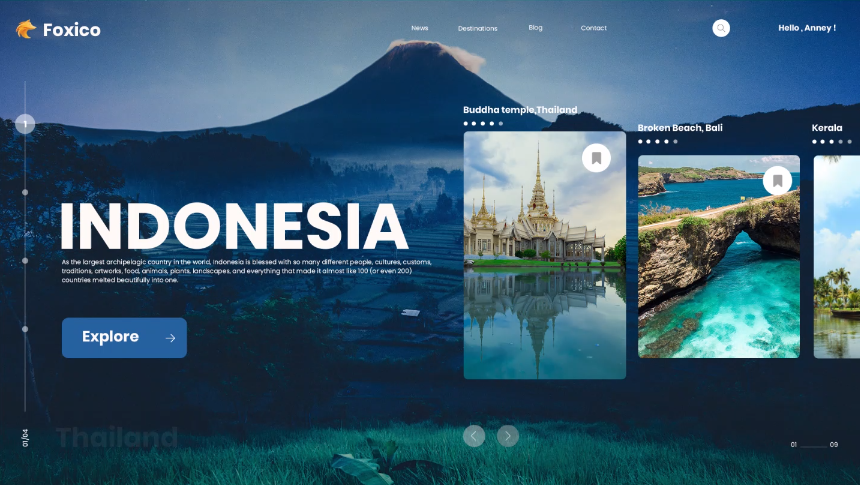 Foxico
News
Destinations
Blog
Contact
Hello , Anney !
1
Buddha temple,Thailand
Broken Beach, Bali
Kerala
INDONESIA
As the largest archipelagic country in the world, Indonesia is blessed with so many different people, cultures, customs,
traditions, artworks, food, animals, plants, landscapes, and everything that made it almost like 100 (or even 200)
countries melted beautifully into one.
Explore
01/04
Thailand
01
09